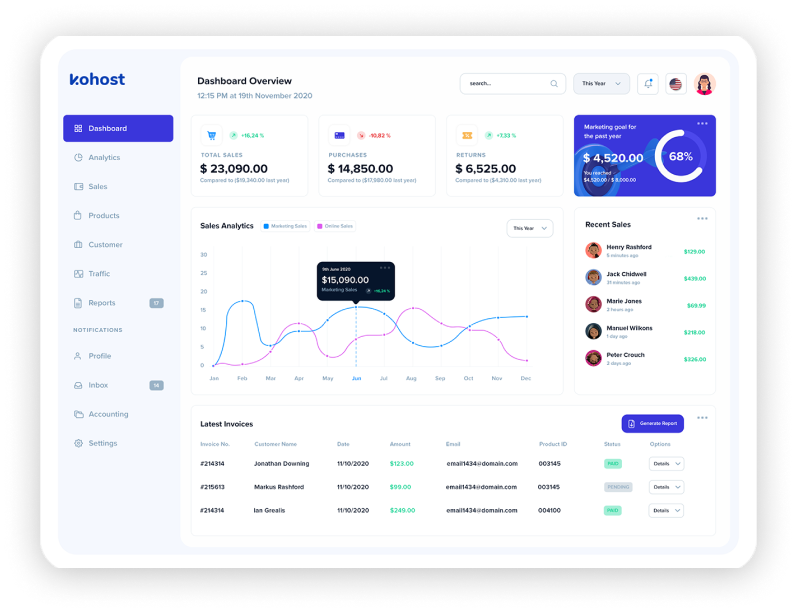 kohost
Dashboard
Analytics
Sales
Products
Customer
Traffic
Reports 17
NOTIFICATIONS
Profile
Inbox 14
Accounting
Settings
Dashboard Overview
12:15 PM at 19th November 2020
search...
This Year
+16,24 %
TOTAL SALES
$ 23,090.00
Compared to ($19,340.00 last year)
-10,82 %
PURCHASES
$ 14,850.00
Compared to ($17,980.00 last year)
+7,33 %
RETURNS
$ 6,525.00
Compared to ($4,310.00 last year)
Marketing goal for
the past year
$ 4,520.00
You reached
$4,520.00 / $ 8,000.00
68%
Sales Analytics
Marketing Sales
Online Sales
This Year
30
25
20
15
10
5
0
9th June 2020
$15,090.00
Marketing Sales +16,24 %
Jan Feb Mar Apr May Jun Jul Aug Sep Oct Nov Dec
Recent Sales
Henry Rashford
5 minutes ago
$129.00
Jack Chidwell
31 minutes ago
$439.00
Marie Jones
3 hours ago
$69.99
Manuel Wilkons
1 day ago
$218.00
Peter Crouch
2 days ago
$326.00
Latest Invoices
Generate Report
Invoice No. Customer Name Date Amount Email Product ID Status Options
#214314 Jonathan Downing 11/10/2020 $123.00 email1434@domain.com 003145 PAID Details
#215613 Markus Rashford 11/10/2020 $99.00 email1434@domain.com 003145 PENDING Details
#214314 Ian Grealis 11/10/2020 $249.00 email1434@domain.com 004100 PAID Details